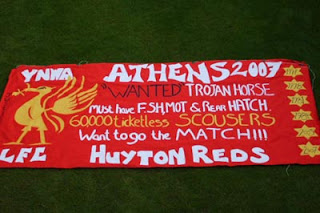 YNWA
ATHENS 2007
"WANTED" TROJAN HORSE
MUST HAVE F.S.H, MOT & REAR HATCH.
60,000 ticketless SCOUSERS
Want to go the MATCH!!!
LFC
HUYTON REDS